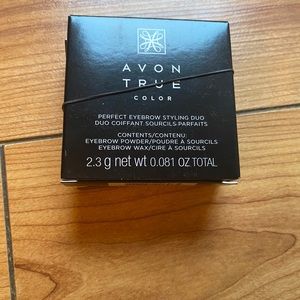 AVON
TRUE
COLOR
PERFECT EYEBROW STYLING DUO
DUO COIFFANT SOURCILS PARFAITS
CONTENTS/CONTENU:
EYEBROW POWDER/POUDRE À SOURCILS
EYEBROW WAX/CIRE À SOURCILS
2.3 g net wt 0.081 OZ TOTAL